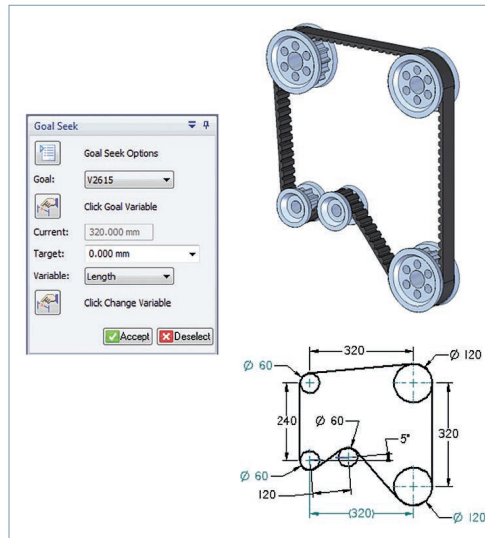 Goal Seek
Goal Seek Options
Goal: V2615
Click Goal Variable
Current: 320.000 mm
Target: 0.000 mm
Variable: Length
Click Change Variable
Accept Deselect
320
Ø 60
Ø 120
240
Ø 60
320
5°
Ø 60
120
(320)
Ø 120